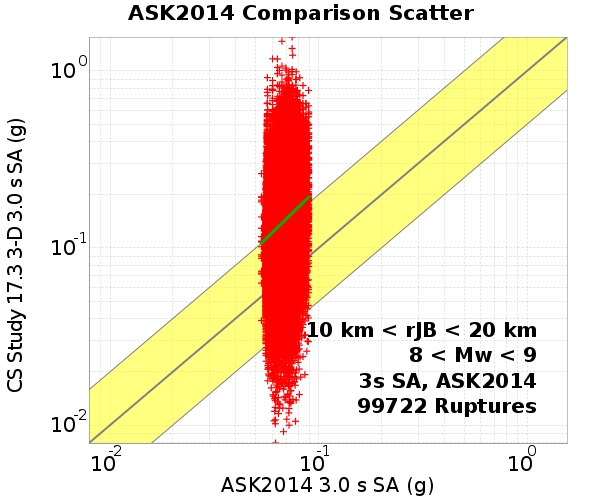 ASK2014 Comparison Scatter
CS Study 17.3 3-D 3.0 s SA (g)
10^0
10^-1
10^-2
10 km < rJB < 20 km
8 < Mw < 9
3s SA, ASK2014
99722 Ruptures
10^-2 10^-1 10^0
ASK2014 3.0 s SA (g)